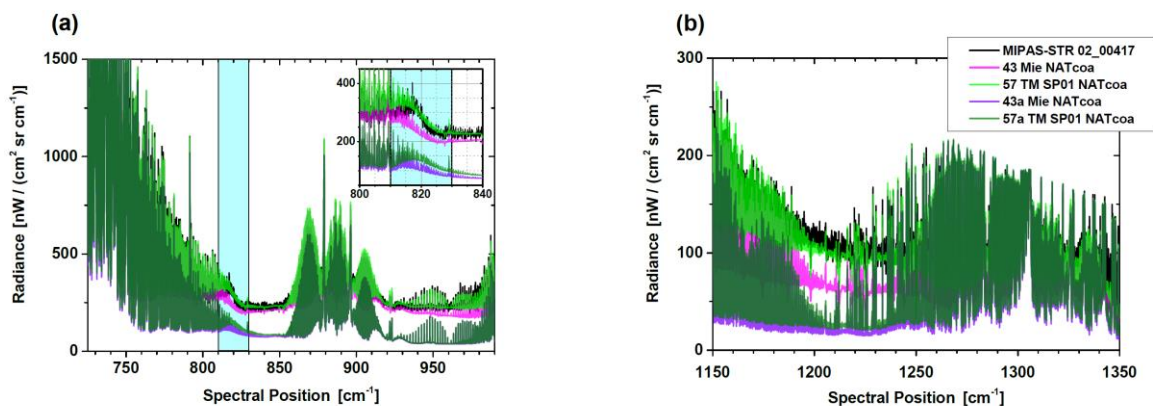 (a)
1500
1000
500
0
Radiance [nW / (cm² sr cm⁻¹)]
750
800
850
900
950
Spectral Position [cm⁻¹]
400
200
800
820
840
(b)
300
200
100
0
Radiance [nW / (cm² sr cm⁻¹)]
1150
1200
1250
1300
1350
Spectral Position [cm⁻¹]
MIPAS-STR 02_00417
43 Mie NATcoa
57 TM SP01 NATcoa
43a Mie NATcoa
57a TM SP01 NATcoa